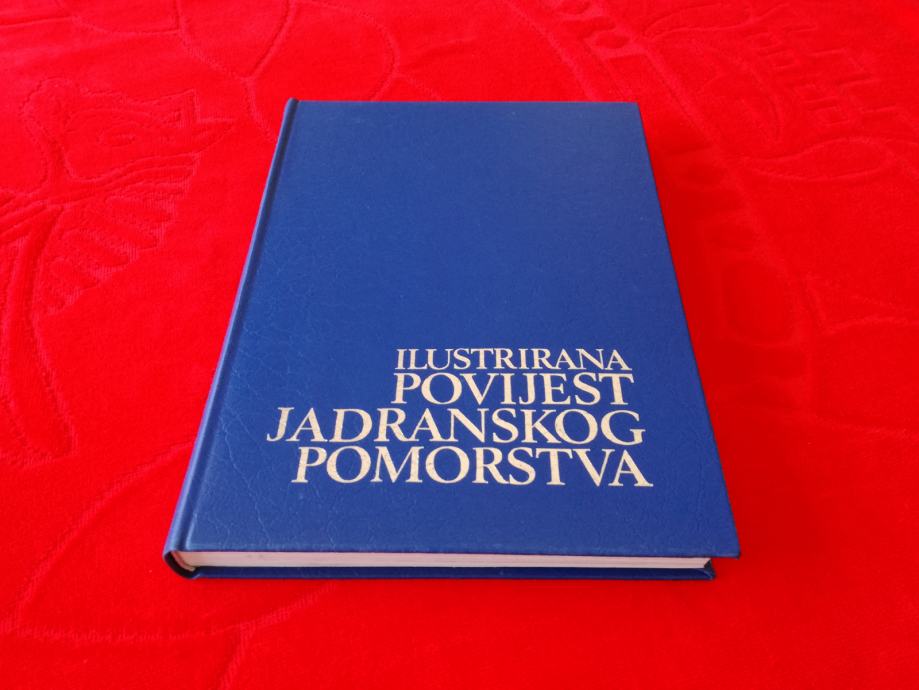 ILUSTRIRANA
POVIJEST
JADRANSKOG
POMORSTVA